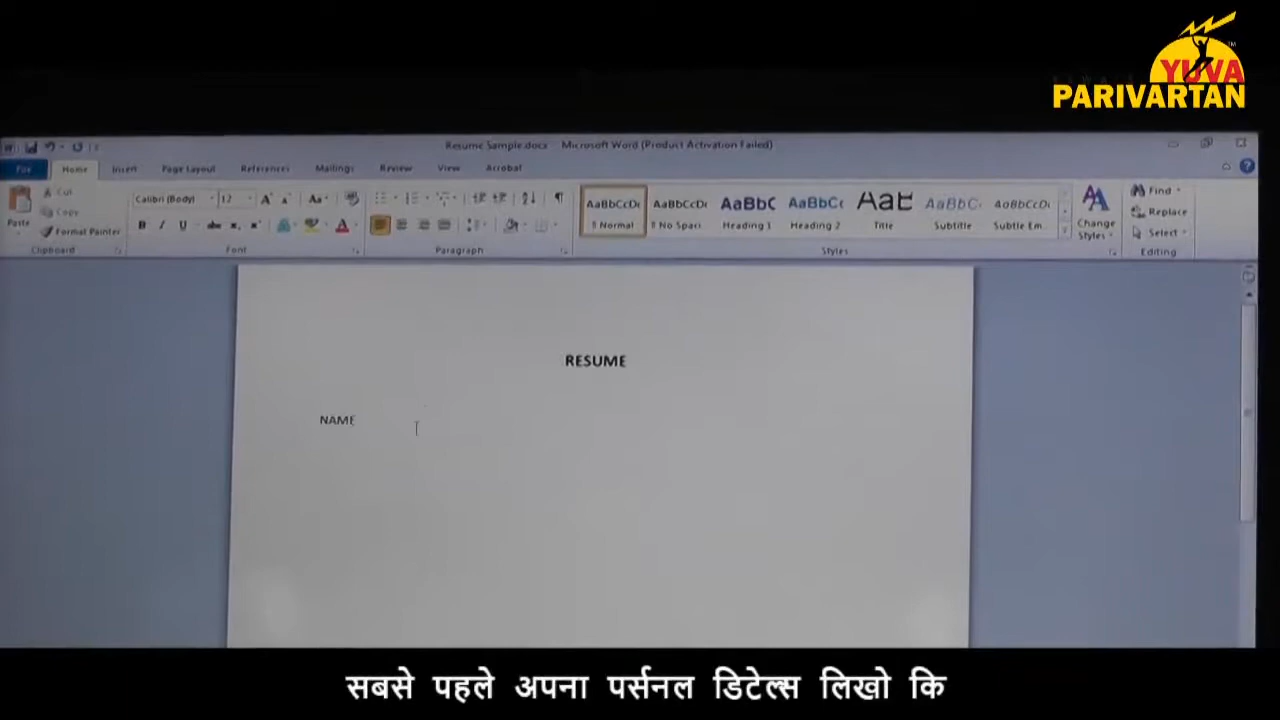 YUVA
PARIVARTAN
Resume Sample.docx - Microsoft Word (Product Activation Failed)
File Home Insert Page Layout References Mailings Review View Acrobat
Cut
Copy
Paste
Format Painter
Clipboard
Calibri (Body) 12
Font
Paragraph
AaBbCcDc AaBbCcDc AaBbC AaBbCc AaB AaBbC AaBbCcDc
¶ Normal ¶ No Spaci Heading 1 Heading 2 Title Subtitle Subtle Em
Styles
Change
Styles
Find
Replace
Select
Editing
RESUME
NAME
सबसे पहले अपना पर्सनल डिटेल्स लिखो कि